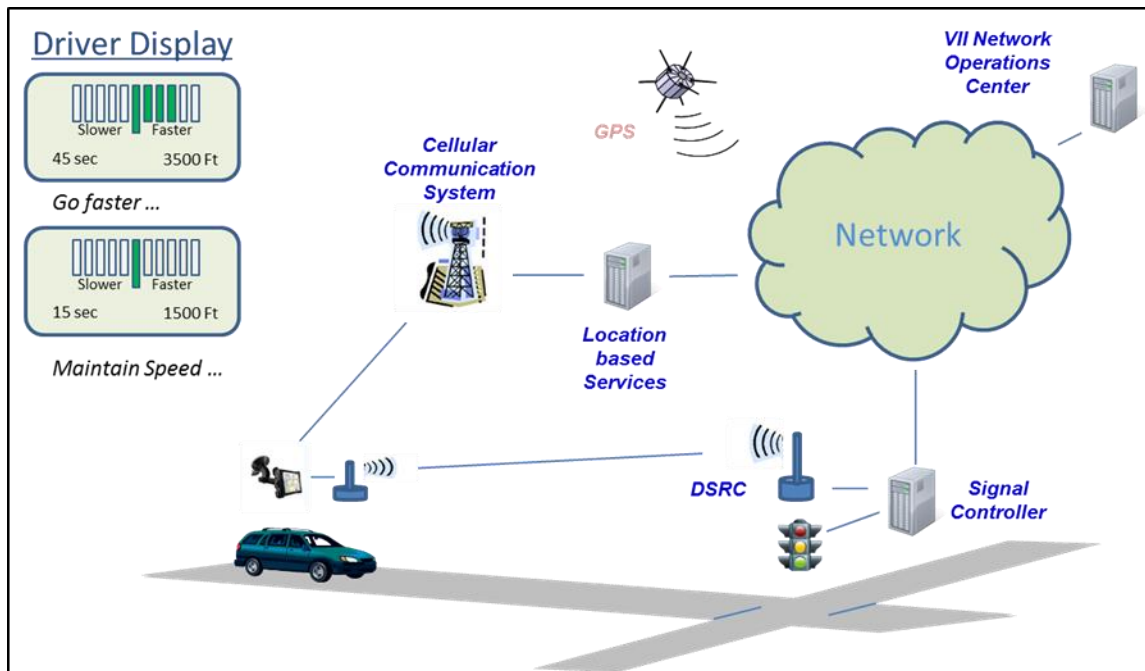 Driver Display
Slower Faster
45 sec 3500 Ft
Go faster ...
Slower Faster
15 sec 1500 Ft
Maintain Speed ...
Cellular
Communication
System
GPS
VII Network
Operations
Center
Network
Location
based
Services
DSRC
Signal
Controller